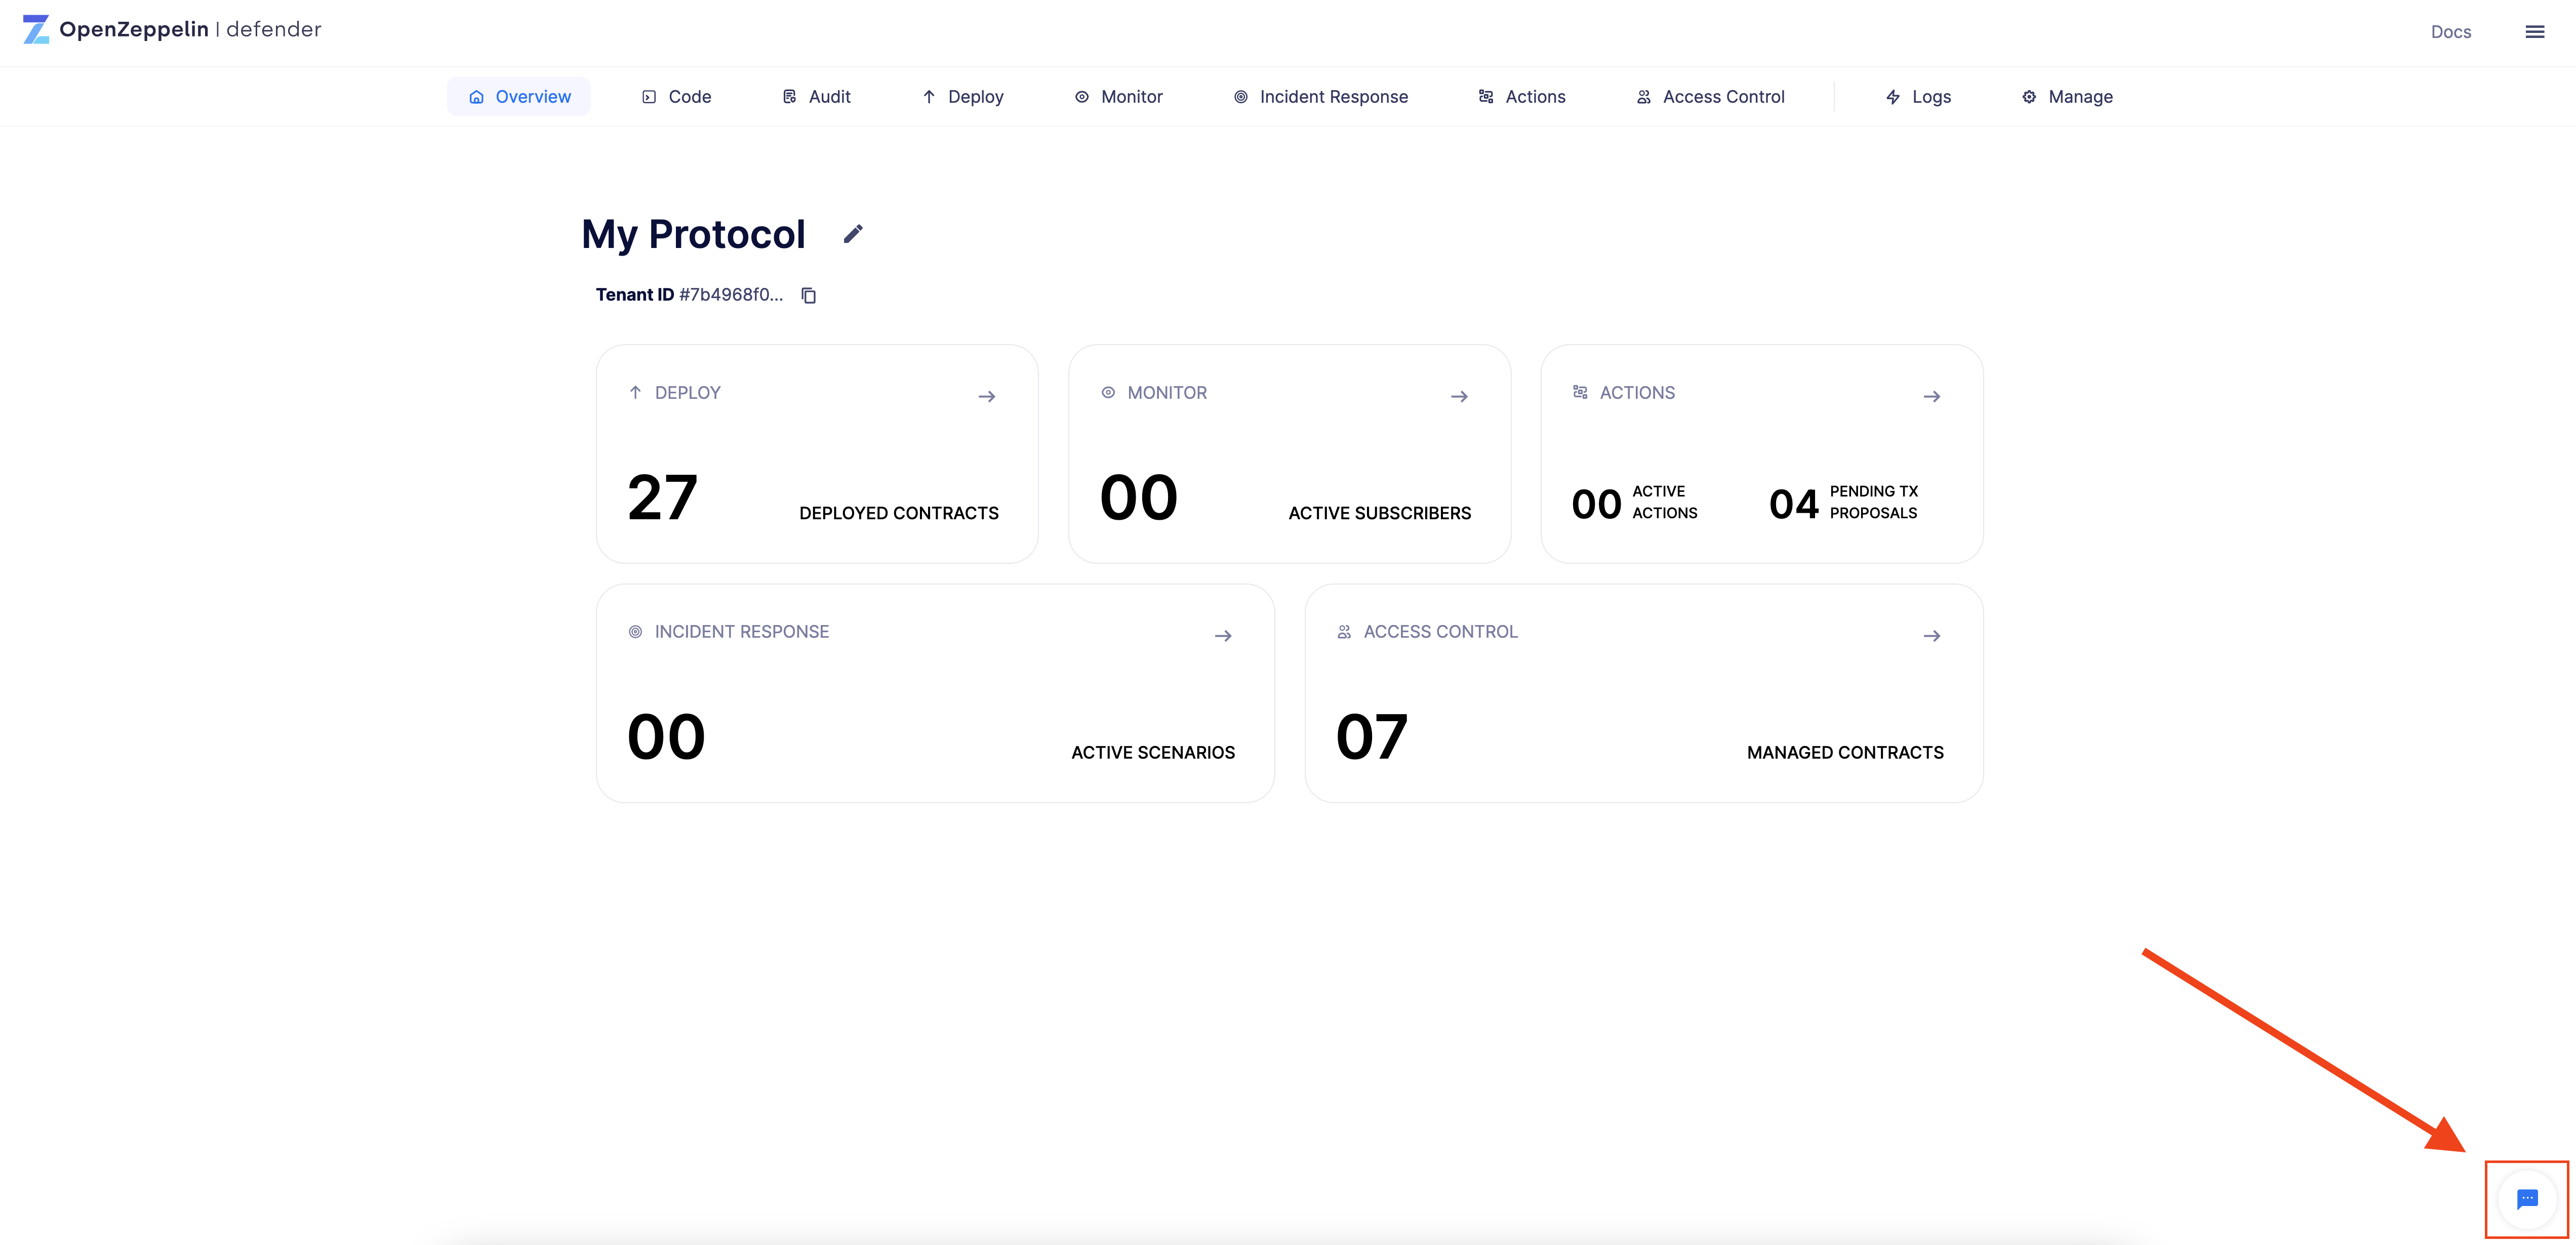 OpenZeppelin | defender
Docs
Overview
Code
Audit
Deploy
Monitor
Incident Response
Actions
Access Control
Logs
Manage
My Protocol
Tenant ID #7b4968f0...
DEPLOY
27
DEPLOYED CONTRACTS
MONITOR
00
ACTIVE SUBSCRIBERS
ACTIONS
00
ACTIVE
ACTIONS
04
PENDING TX
PROPOSALS
INCIDENT RESPONSE
00
ACTIVE SCENARIOS
ACCESS CONTROL
07
MANAGED CONTRACTS